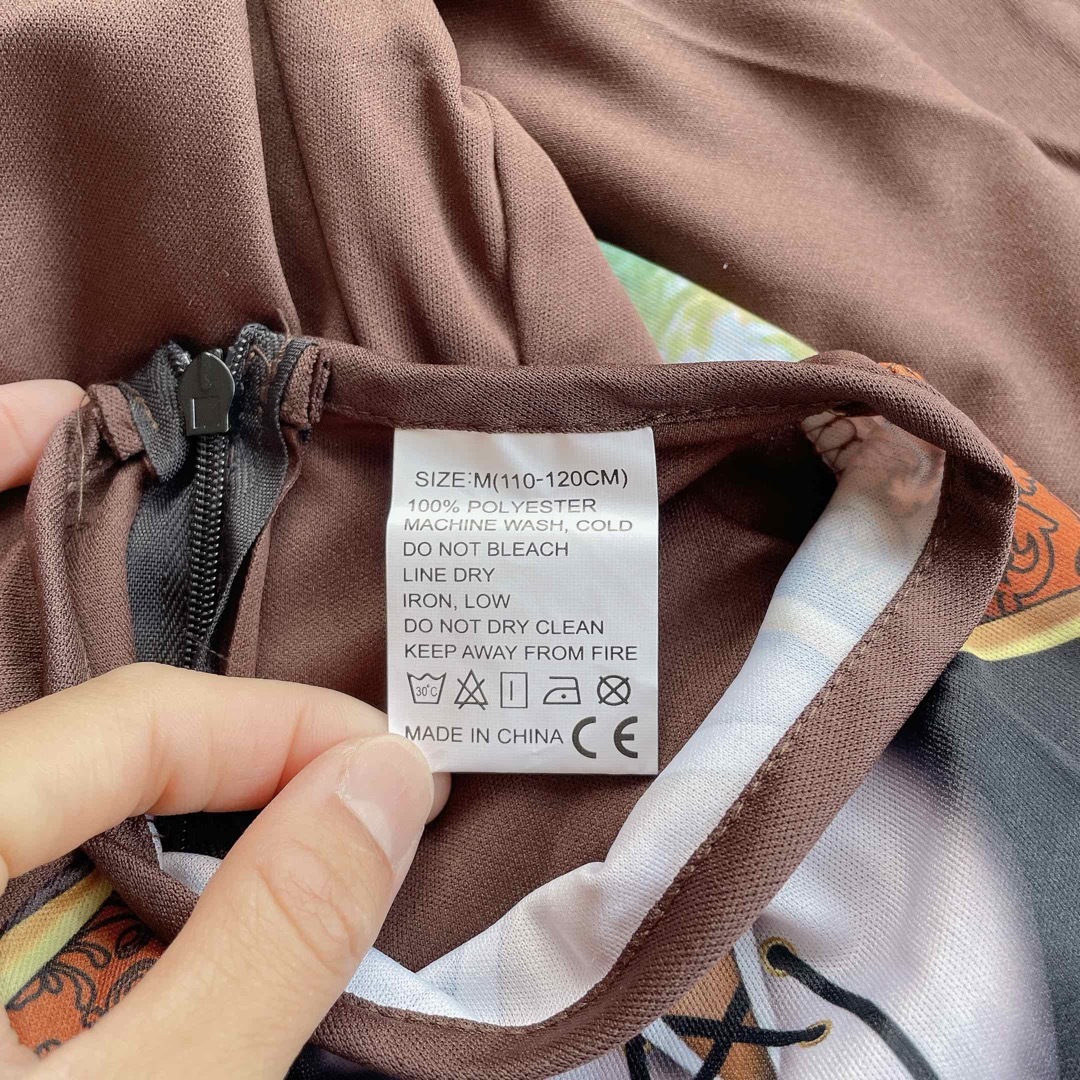 SIZE:M(110-120CM)
100% POLYESTER
MACHINE WASH, COLD
DO NOT BLEACH
LINE DRY
IRON, LOW
DO NOT DRY CLEAN
KEEP AWAY FROM FIRE
30°C
MADE IN CHINA CE